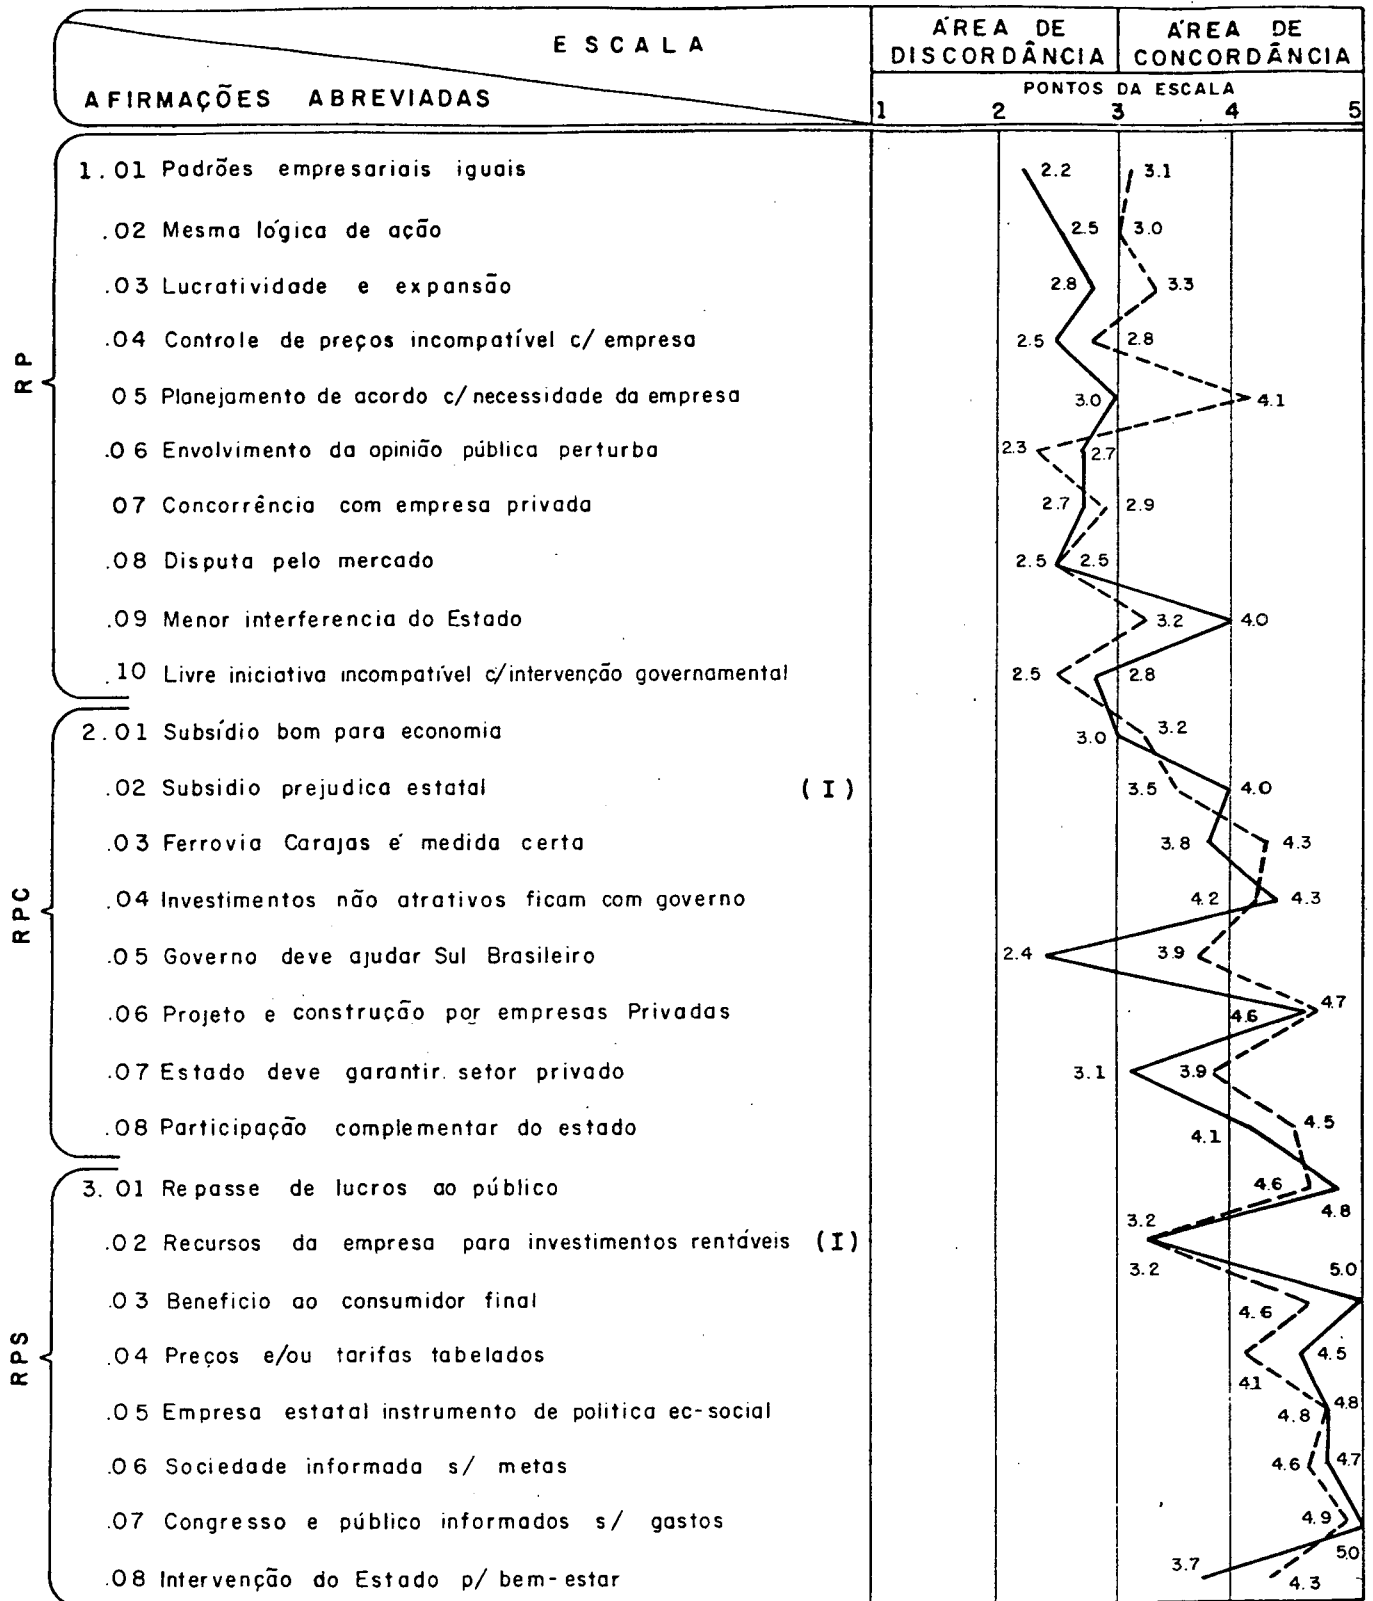 ESCALA
AFIRMAÇÕES ABREVIADAS
ÁREA DE DISCORDÂNCIA
ÁREA DE CONCORDÂNCIA
PONTOS DA ESCALA
1 2 3 4 5
RP
1.01 Padrões empresariais iguais 2.2 3.1
.02 Mesma lógica de ação 2.5 3.0
.03 Lucratividade e expansão 2.8 3.3
.04 Controle de preços incompatível c/ empresa 2.5 2.8
05 Planejamento de acordo c/ necessidade da empresa 3.0 4.1
.06 Envolvimento da opinião pública perturba 2.3 2.7
07 Concorrência com empresa privada 2.7 2.9
.08 Disputa pelo mercado 2.5 2.5
.09 Menor interferencia do Estado 3.2 4.0
.10 Livre iniciativa incompatível c/intervenção governamental 2.5 2.8
RPC
2.01 Subsídio bom para economia 3.0 3.2
.02 Subsidio prejudica estatal (I) 3.5 4.0
.03 Ferrovia Carajas é medida certa 3.8 4.3
.04 Investimentos não atrativos ficam com governo 4.2 4.3
.05 Governo deve ajudar Sul Brasileiro 2.4 3.9
.06 Projeto e construção por empresas Privadas 4.6 4.7
.07 Estado deve garantir. setor privado 3.1 3.9
.08 Participação complementar do estado 4.1 4.5
RPS
3.01 Repasse de lucros ao público 4.6 4.8
.02 Recursos da empresa para investimentos rentáveis (I) 3.2 3.2
.03 Beneficio ao consumidor final 4.6 5.0
.04 Preços e/ou tarifas tabelados 4.1 4.5
.05 Empresa estatal instrumento de politica ec-social 4.8 4.8
.06 Sociedade informada s/ metas 4.6 4.7
.07 Congresso e público informados s/ gastos 4.9 5.0
.08 Intervenção do Estado p/ bem-estar 3.7 4.3